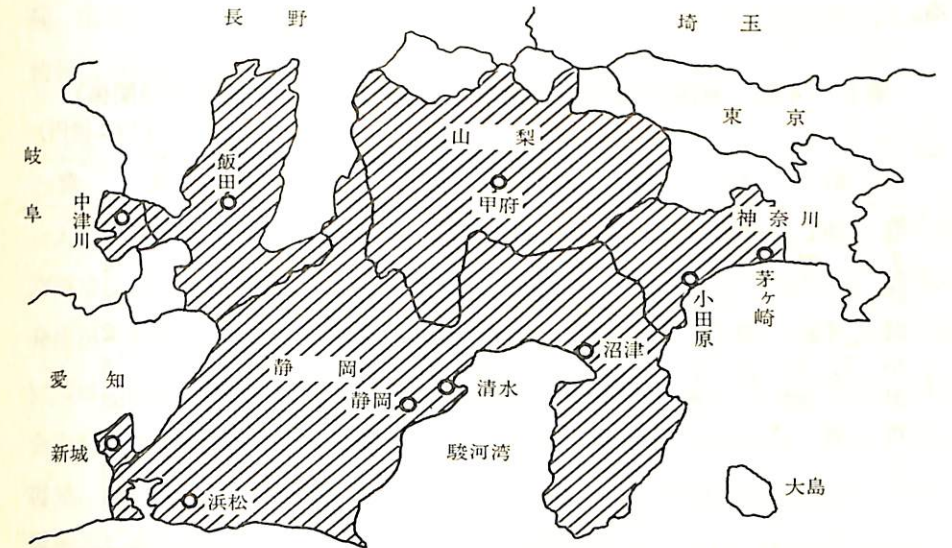 長野
埼玉
東京
山梨
岐阜
飯田
中津川
甲府
神奈川
茅ヶ崎
小田原
沼津
静岡
愛知
静岡
清水
新城
駿河湾
浜松
大島